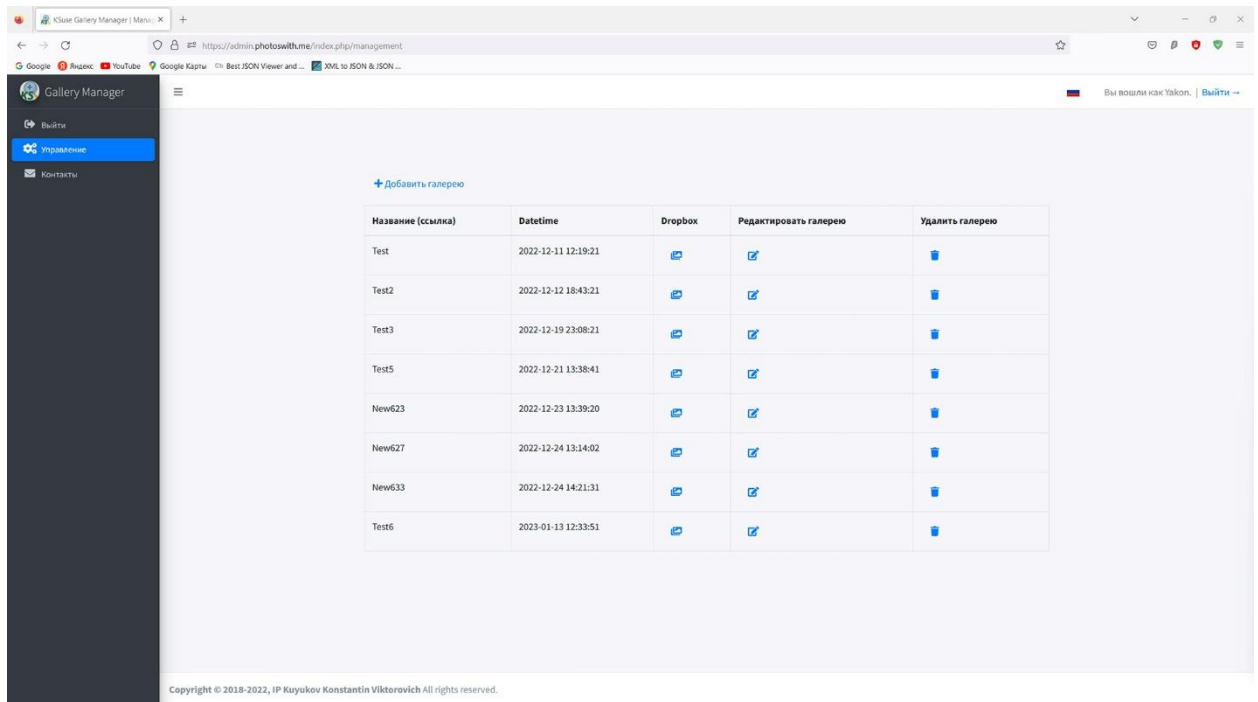 KSuse Gallery Manager | Manag
https://admin.photoswith.me/index.php/management
Google Яндекс YouTube Google Карты Best JSON Viewer and ... XML to JSON & JSON ...
Gallery Manager
Вы вошли как Yakon. | Выйти →
Выйти
Управление
Контакты
+ Добавить галерею
Название (ссылка) Datetime Dropbox Редактировать галерею Удалить галерею
Test 2022-12-11 12:19:21
Test2 2022-12-12 18:43:21
Test3 2022-12-19 23:08:21
Test5 2022-12-21 13:38:41
New623 2022-12-23 13:39:20
New627 2022-12-24 13:14:02
New633 2022-12-24 14:21:31
Test6 2023-01-13 12:33:51
Copyright © 2018-2022, IP Kuyukov Konstantin Viktorovich All rights reserved.